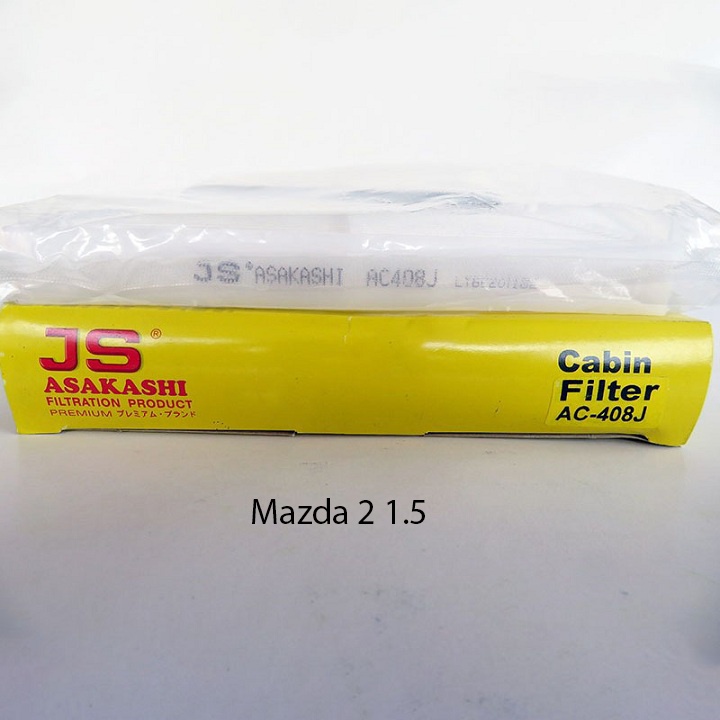 JS® ASAKASHI AC408J
JS®
ASAKASHI
FILTRATION PRODUCT
PREMIUM プレミアム・ブランド
Cabin
Filter
AC-408J
Mazda 2 1.5